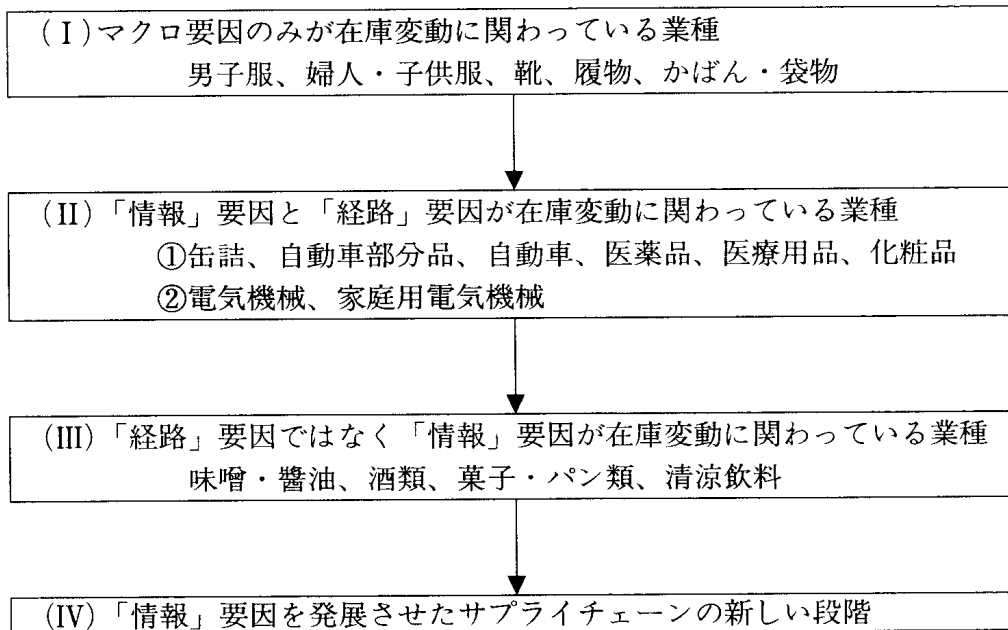 (Ⅰ)マクロ要因のみが在庫変動に関わっている業種
男子服、婦人・子供服、靴、履物、かばん・袋物
(Ⅱ)「情報」要因と「経路」要因が在庫変動に関わっている業種
①缶詰、自動車部分品、自動車、医薬品、医療用品、化粧品
②電気機械、家庭用電気機械
(Ⅲ)「経路」要因ではなく「情報」要因が在庫変動に関わっている業種
味噌・醬油、酒類、菓子・パン類、清涼飲料
(Ⅳ)「情報」要因を発展させたサプライチェーンの新しい段階